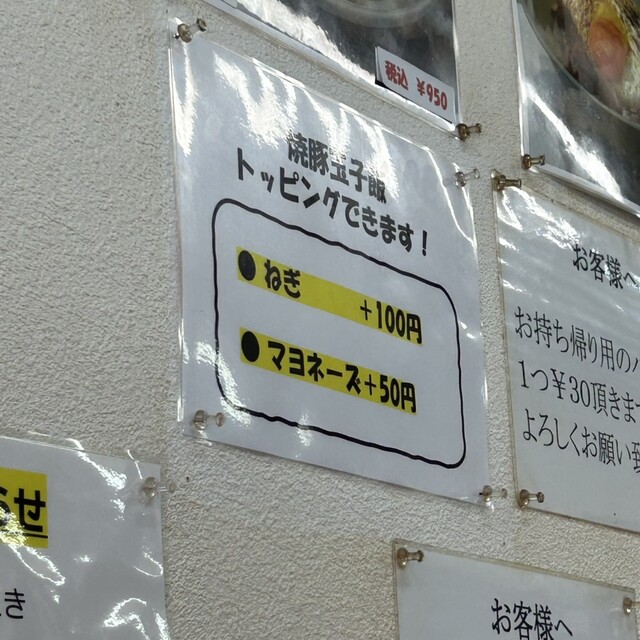 税込 ¥950
焼豚玉子飯
トッピングできます！
● ねぎ +100円
● マヨネーズ+50円
お客様へ
お持ち帰り用の
1つ¥30頂きま
よろしくお願い
らせ
き
お客様へ